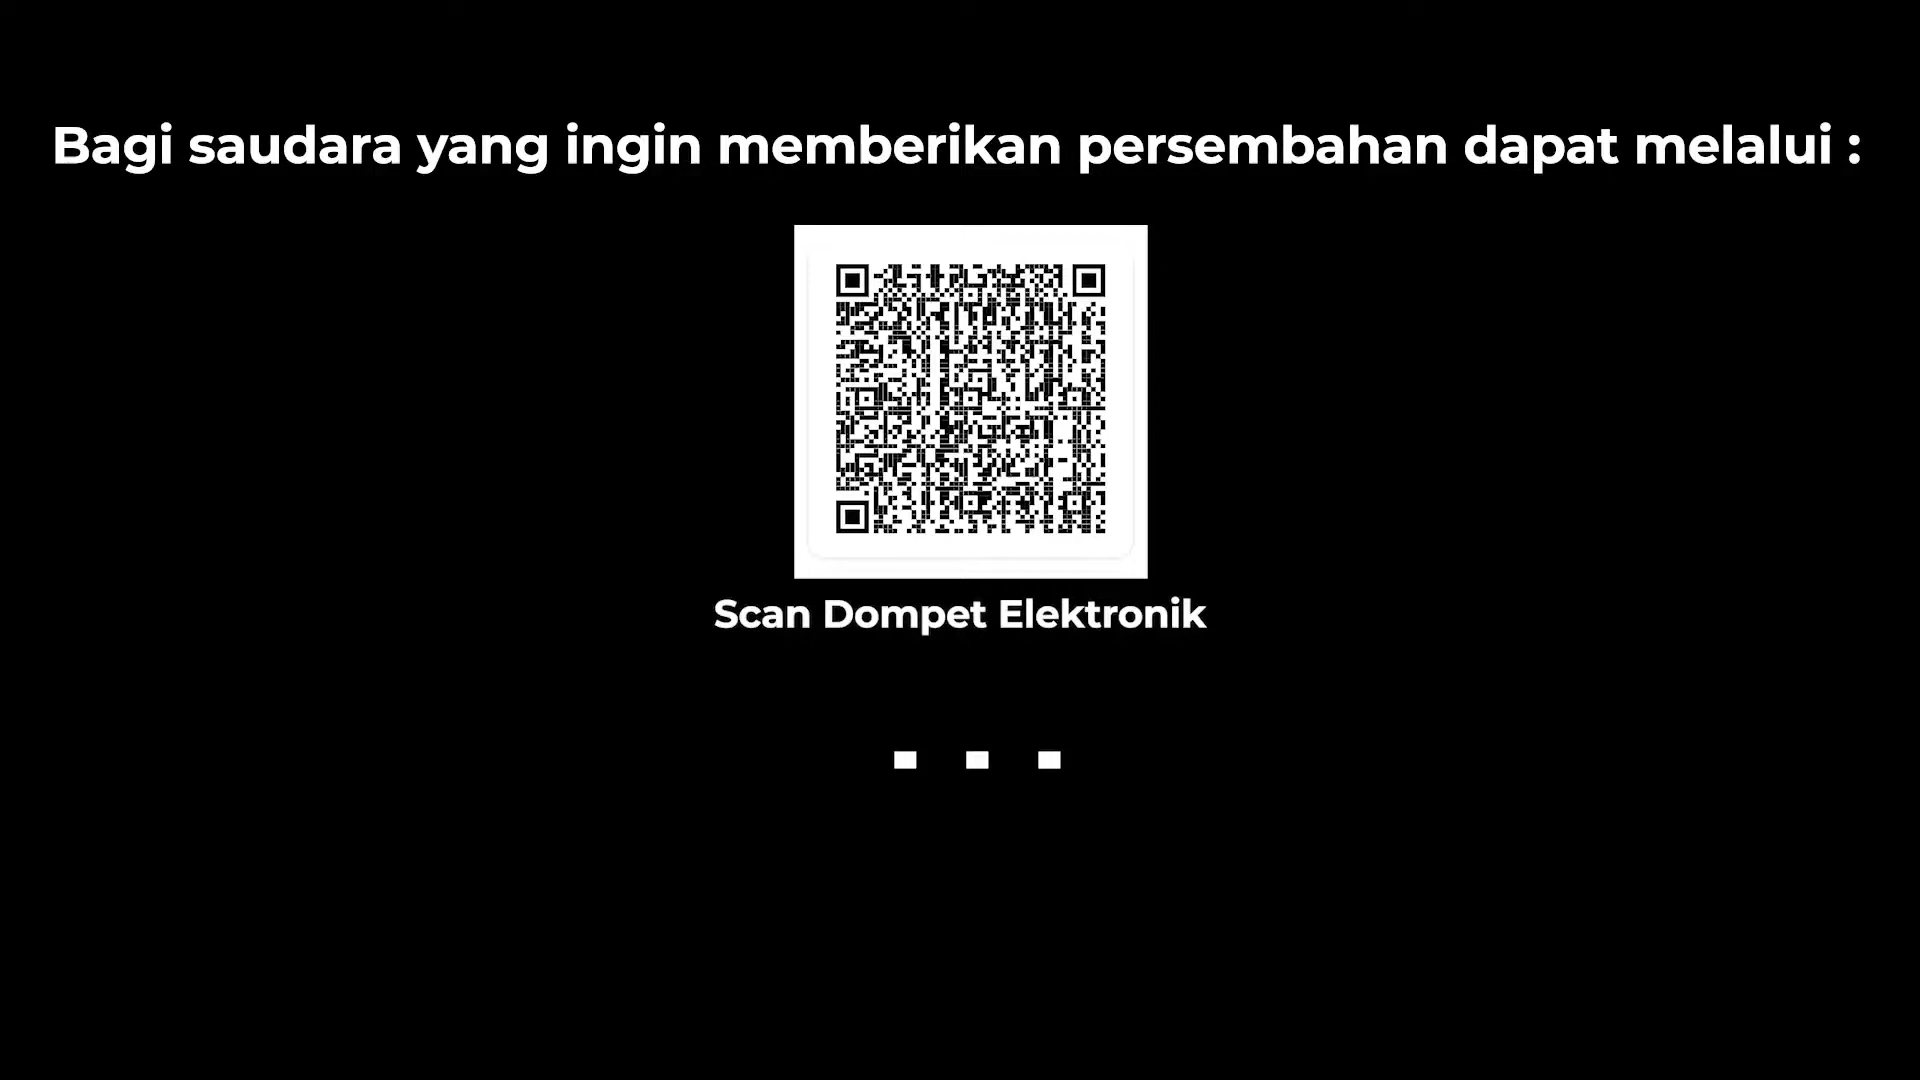 Bagi saudara yang ingin memberikan persembahan dapat melalui :
Scan Dompet Elektronik